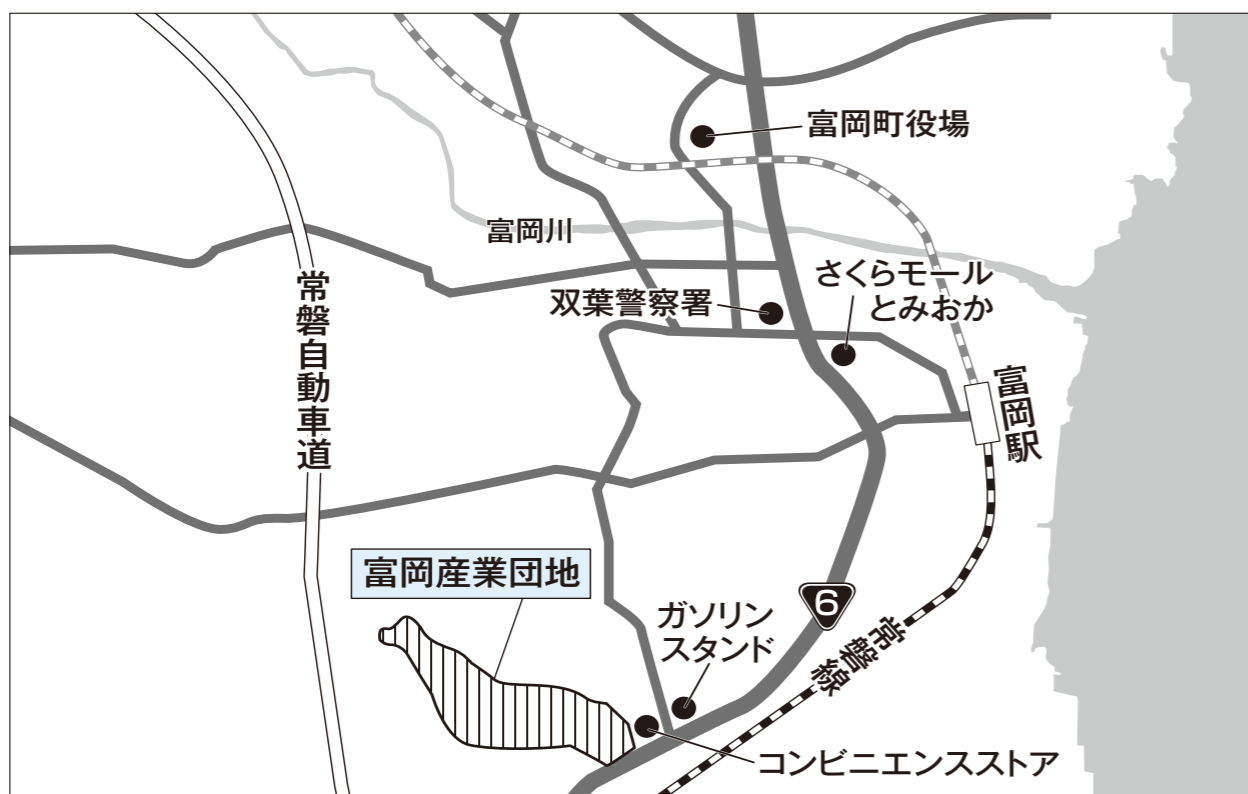 富岡町役場
富岡川
さくらモール
とみおか
双葉警察署
常磐自動車道
富岡駅
富岡産業団地
ガソリン
スタンド
6
常磐線
コンビニエンスストア